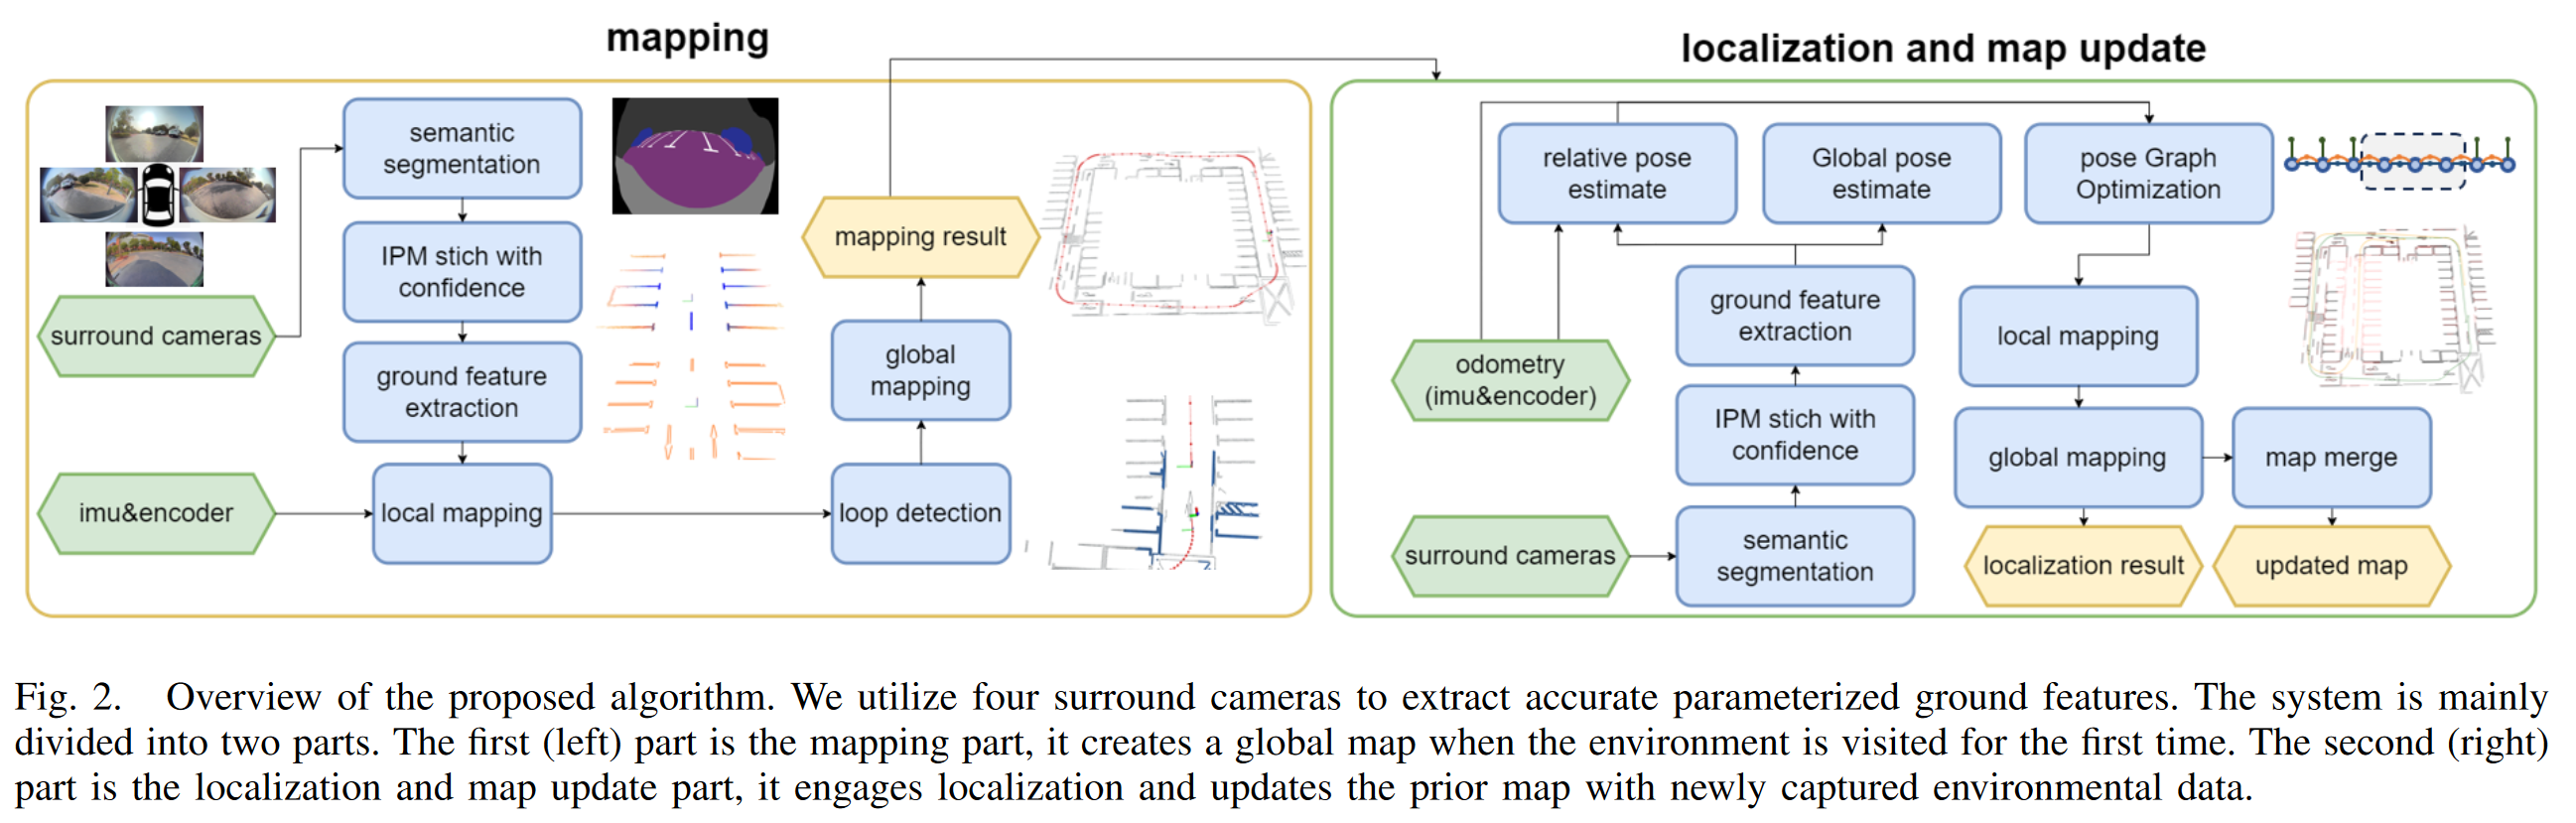 mapping
semantic
segmentation
IPM stich with
confidence
ground feature
extraction
surround cameras
imu&encoder
local mapping
loop detection
global
mapping
mapping result
localization and map update
relative pose
estimate
Global pose
estimate
pose Graph
Optimization
ground feature
extraction
odometry
(imu&encoder)
IPM stich with
confidence
surround cameras
semantic
segmentation
local mapping
global mapping
map merge
localization result
updated map
Fig. 2. Overview of the proposed algorithm. We utilize four surround cameras to extract accurate parameterized ground features. The system is mainly
divided into two parts. The first (left) part is the mapping part, it creates a global map when the environment is visited for the first time. The second (right)
part is the localization and map update part, it engages localization and updates the prior map with newly captured environmental data.